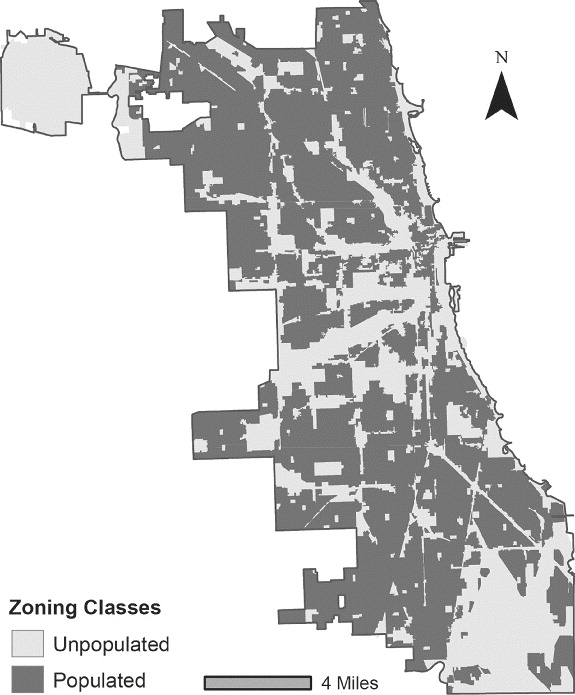 N
Zoning Classes
Unpopulated
Populated
4 Miles